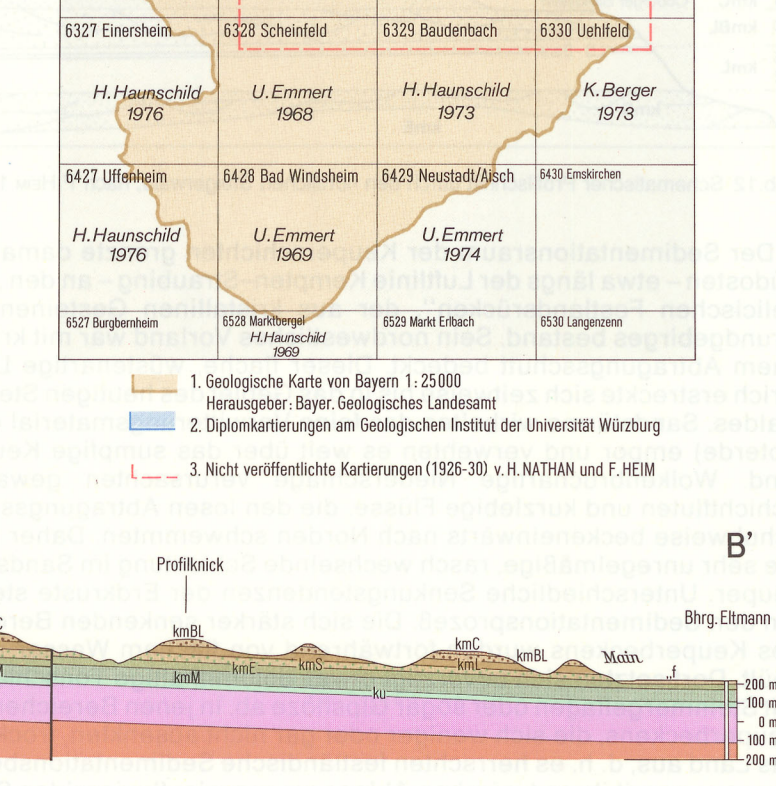 6327 Einersheim 6328 Scheinfeld 6329 Baudenbach 6330 Uehlfeld
H. Haunschild
1976
U. Emmert
1968
H. Haunschild
1973
K. Berger
1973
6427 Uffenheim 6428 Bad Windsheim 6429 Neustadt/Aisch 6430 Emskirchen
H. Haunschild
1976
U. Emmert
1969
U. Emmert
1974
6527 Burgbernheim 6528 Marktbergel 6529 Markt Erlbach 6530 Langenzenn
H. Haunschild
1969
1. Geologische Karte von Bayern 1:25000
Herausgeber: Bayer. Geologisches Landesamt
2. Diplomkartierungen am Geologischen Institut der Universität Würzburg
3. Nicht veröffentlichte Kartierungen (1926-30) v. H. NATHAN und F. HEIM
B’
Profilknick
Bhrg. Eltmann
kmBL
kmC
kmBL
Main
kmE
kmS
kmL
kmM
ku
„f
200 m
100 m
0 m
100 m
200 m